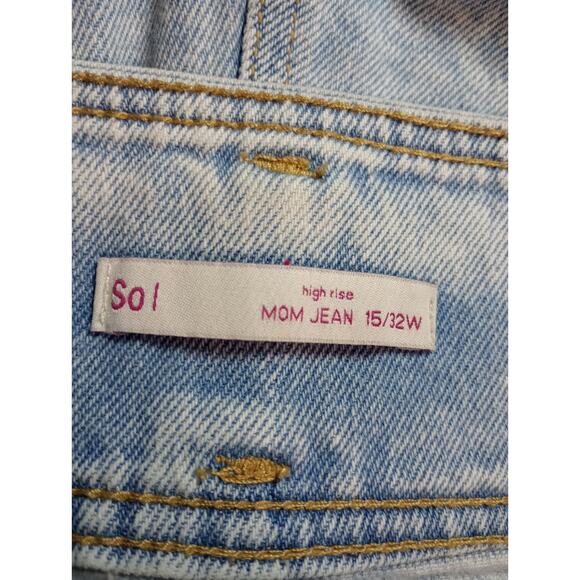 So |
high rise
MOM JEAN 15/32W